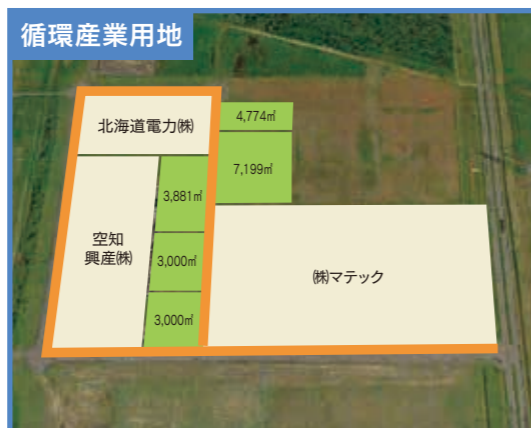 循環産業用地
北海道電力㈱
4,774㎡
7,199㎡
3,881㎡
空知
興産㈱
3,000㎡
㈱マテック
3,000㎡